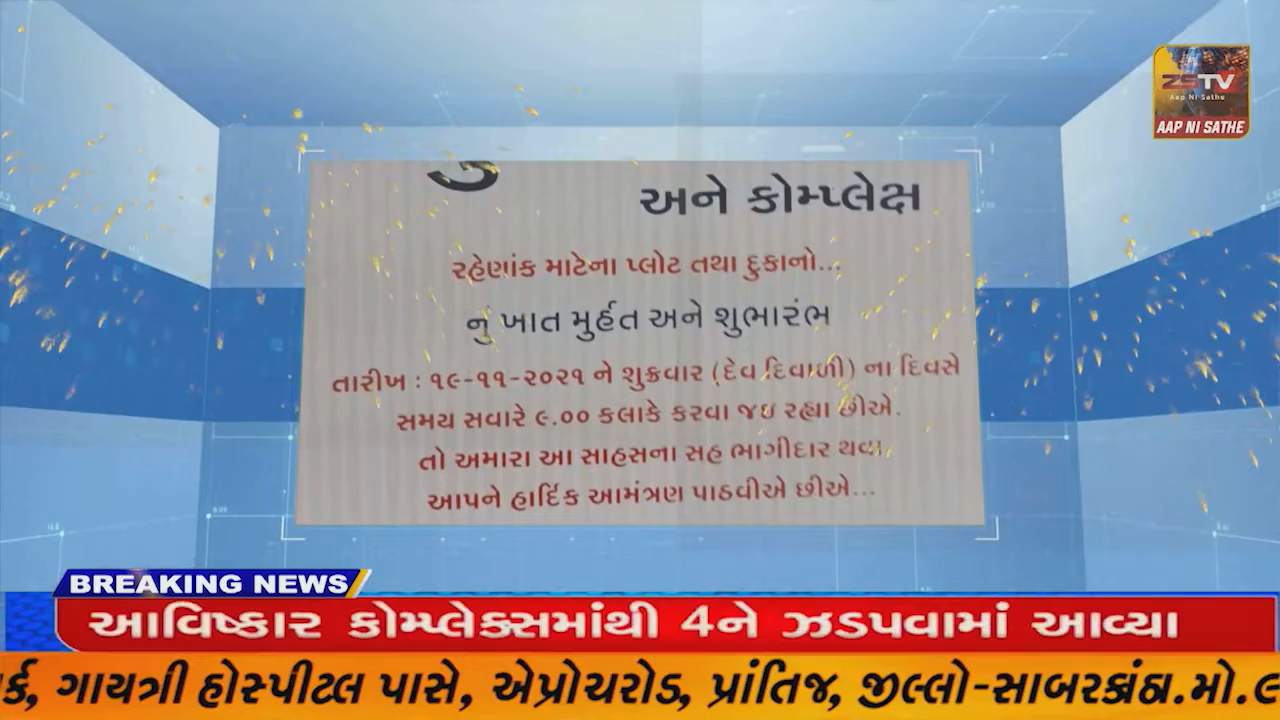 ZSTV
Aap Ni Sathe
AAP NI SATHE
અને કોમ્પ્લેક્ષ
રહેણાંક માટેના પ્લોટ તથા દુકાનો...
નું ખાત મુર્હત અને શુભારંભ
તારીખ : ૧૯-૧૧-૨૦૨૧ ને શુક્રવાર (દેવ દિવાળી) ના દિવસે
સમય સવારે ૯.૦૦ કલાકે કરવા જઇ રહ્યા છીએ.
તો અમારા આ સાહસના સહ ભાગીદાર થવા
આપને હાર્દિક આમંત્રણ પાઠવીએ છીએ...
BREAKING NEWS
આવિષ્કાર કોમ્પ્લેક્સમાંથી 4ને ઝડપવામાં આવ્યા
ર્ક, ગાયત્રી હોસ્પીટલ પાસે, એપ્રોચરોડ, પ્રાંતિજ, જીલ્લો-સાબરકાંઠા.મો.૯